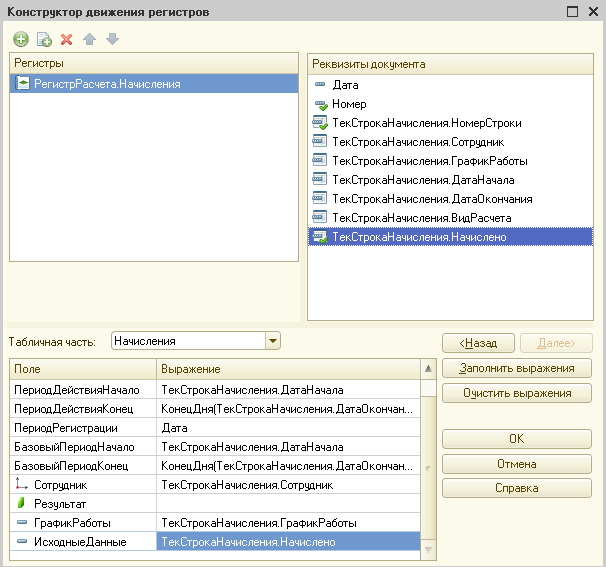 Конструктор движения регистров
Регистры
РегистрРасчета.Начисления
Реквизиты документа
Дата
Номер
ТекСтрокаНачисления.НомерСтроки
ТекСтрокаНачисления.Сотрудник
ТекСтрокаНачисления.ГрафикРаботы
ТекСтрокаНачисления.ДатаНачала
ТекСтрокаНачисления.ДатаОкончания
ТекСтрокаНачисления.ВидРасчета
ТекСтрокаНачисления.Начислено
Табличная часть: Начисления
<Назад Далее>
Заполнить выражения
Очистить выражения
ОК
Отмена
Справка
Поле Выражение
ПериодДействияНачало ТекСтрокаНачисления.ДатаНачала
ПериодДействияКонец КонецДня(ТекСтрокаНачисления.ДатаОкончан...
ПериодРегистрации Дата
БазовыйПериодНачало ТекСтрокаНачисления.ДатаНачала
БазовыйПериодКонец КонецДня(ТекСтрокаНачисления.ДатаОкончан...
Сотрудник ТекСтрокаНачисления.Сотрудник
Результат
ГрафикРаботы ТекСтрокаНачисления.ГрафикРаботы
ИсходныеДанные ТекСтрокаНачисления.Начислено